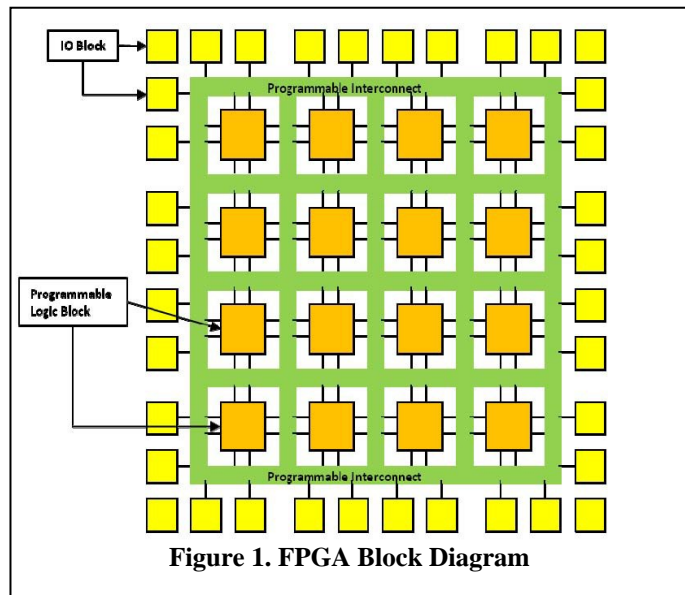 IO Block
Programmable Interconnect
Programmable
Logic Block
Programmable Interconnect
Figure 1. FPGA Block Diagram